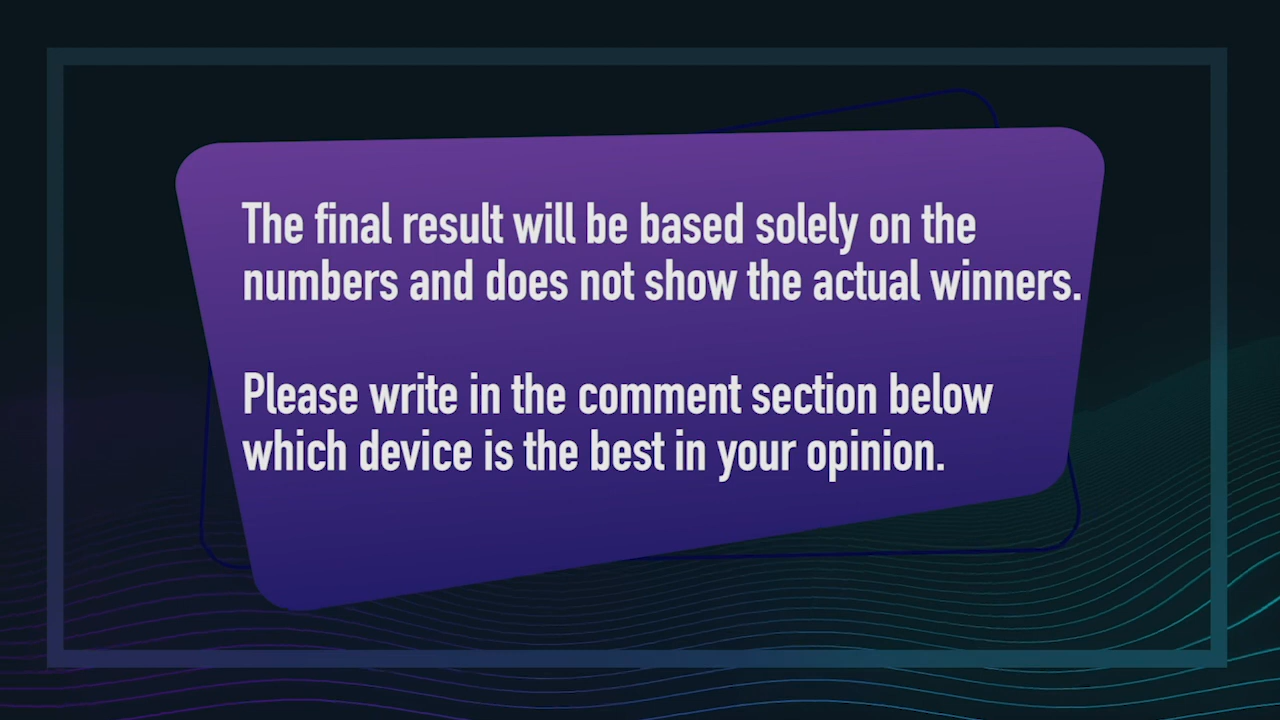 The final result will be based solely on the
numbers and does not show the actual winners.
Please write in the comment section below
which device is the best in your opinion.